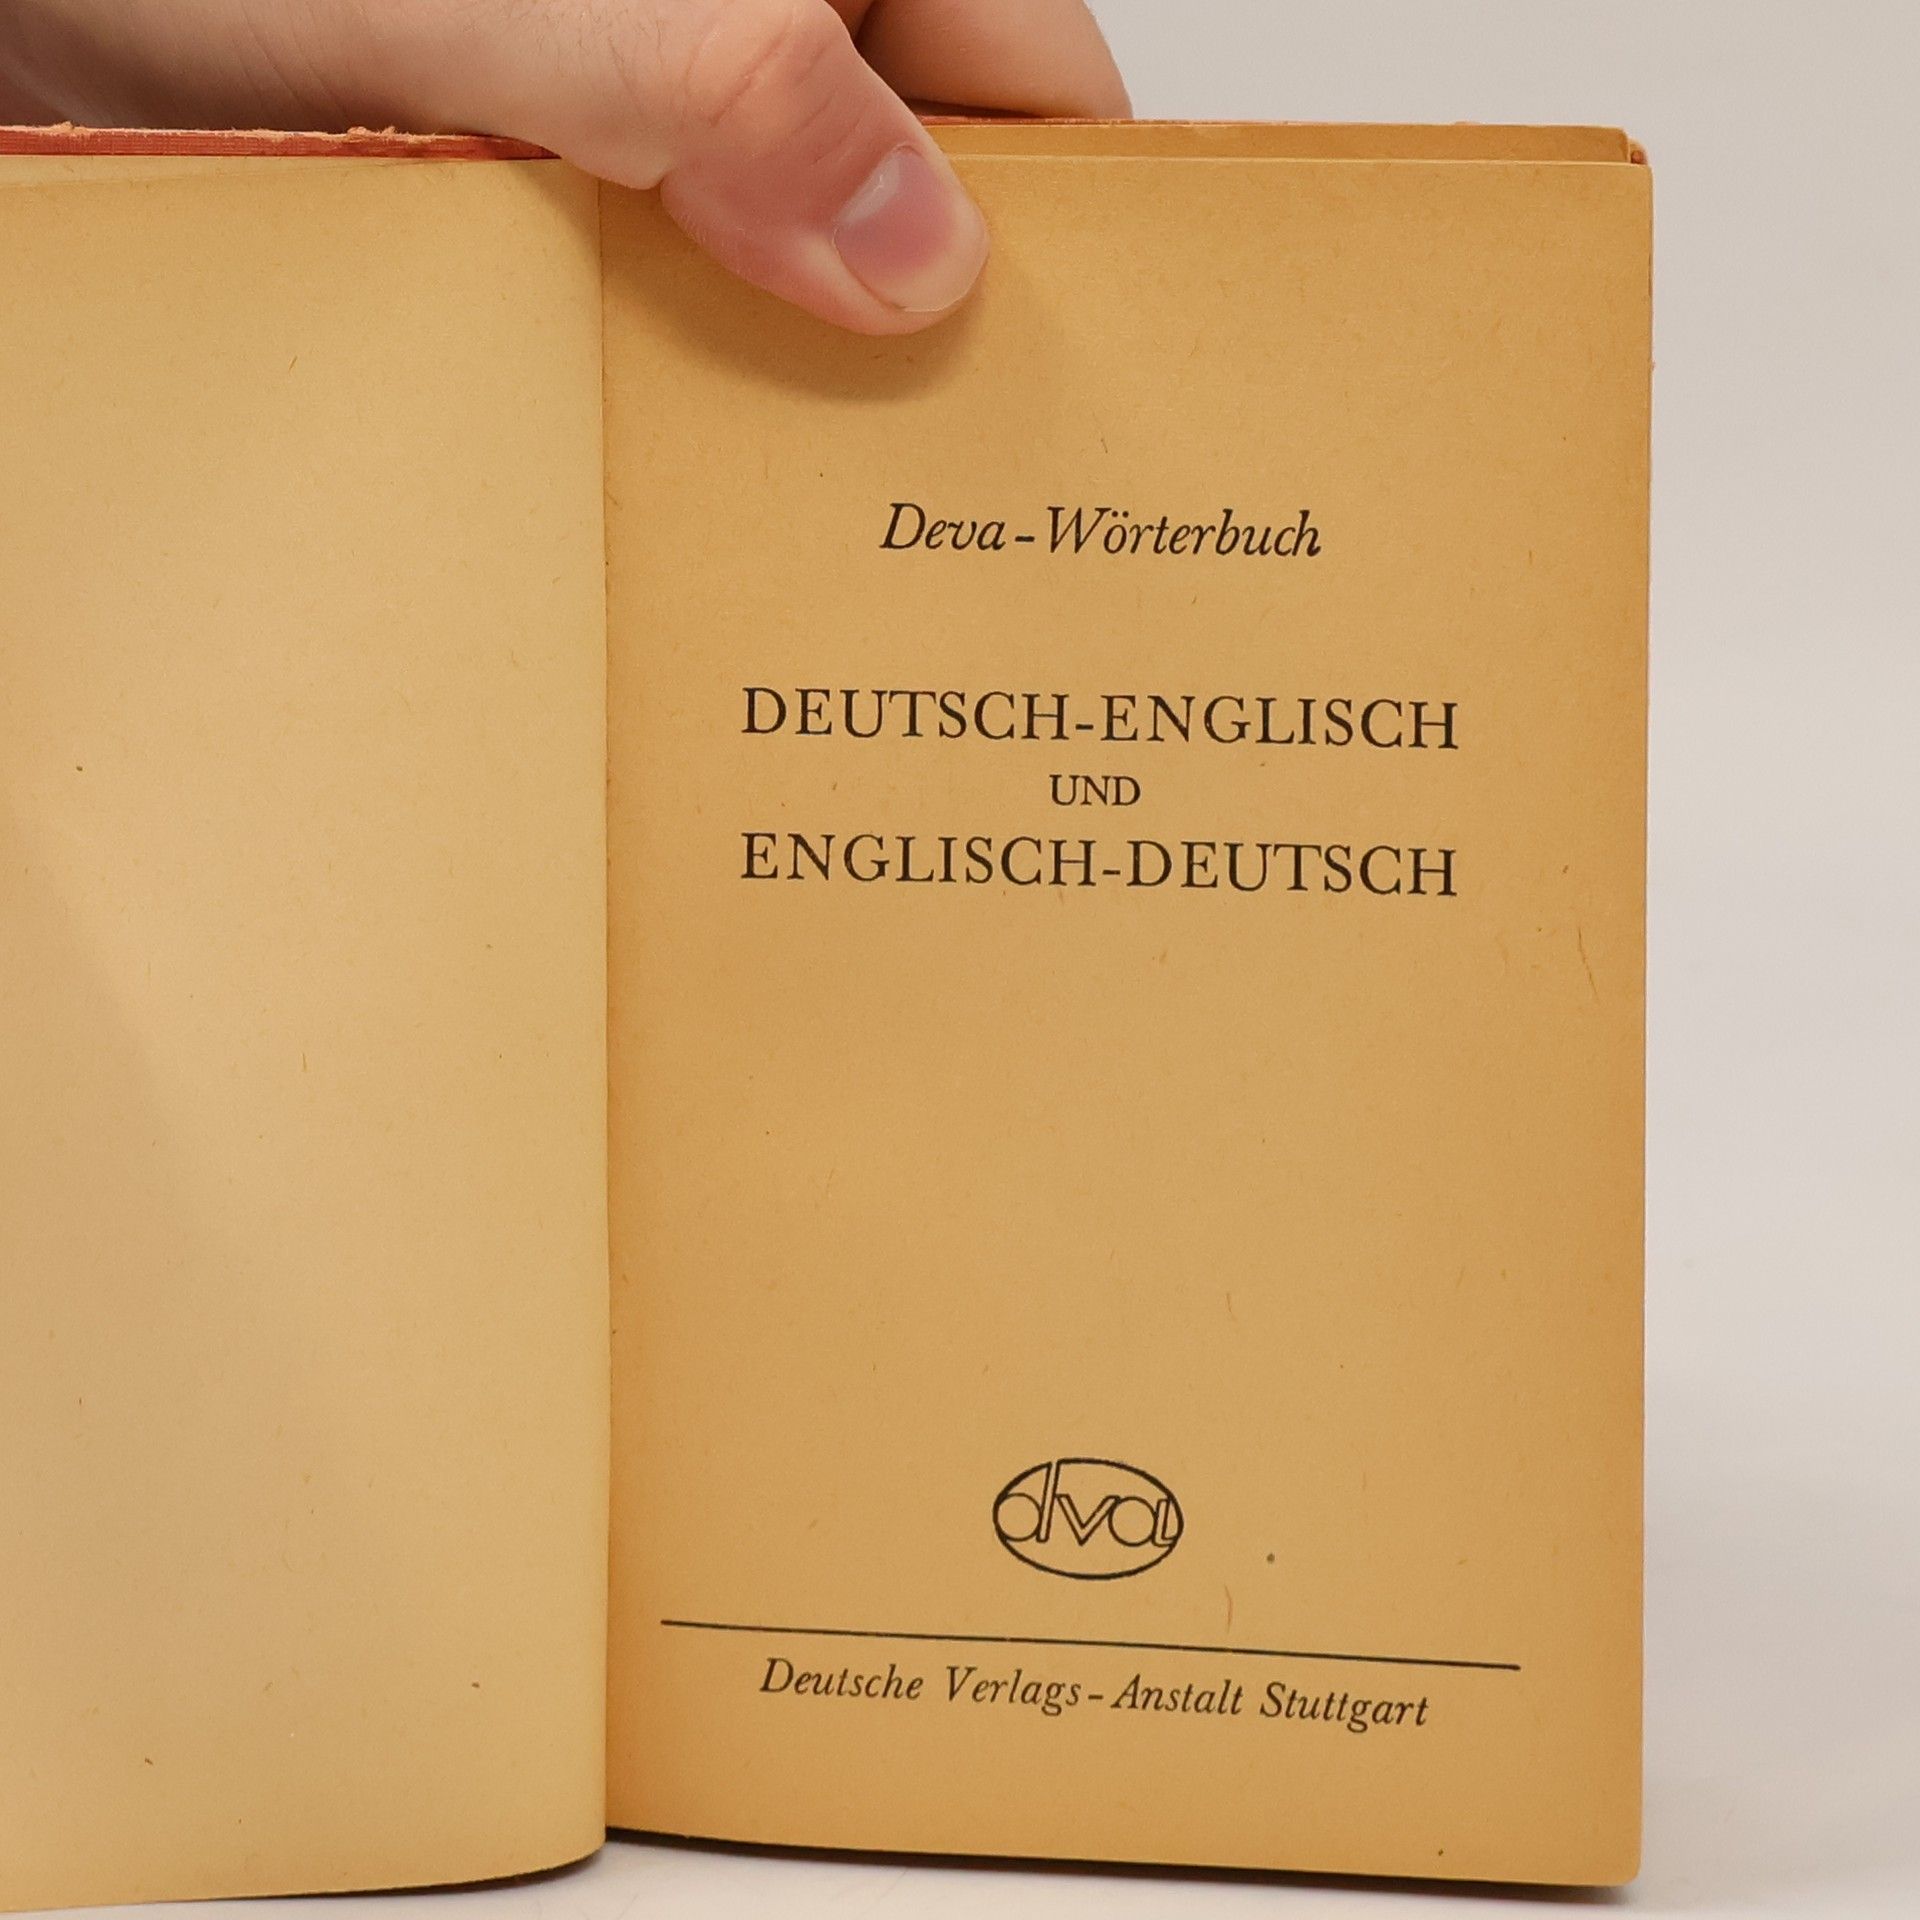 Deva-Wörterbuch
DEUTSCH-ENGLISCH
UND
ENGLISCH-DEUTSCH
dva
Deutsche Verlags-Anstalt Stuttgart